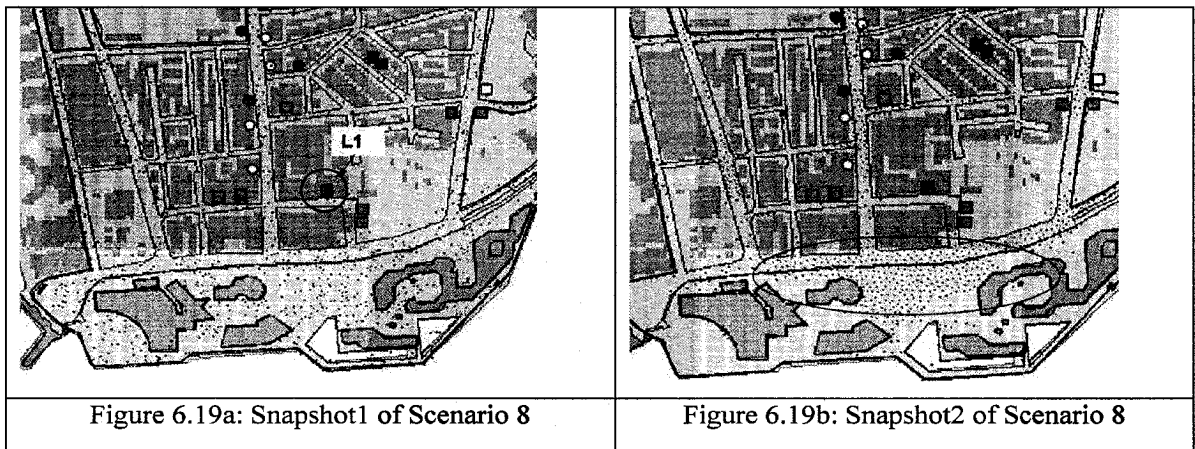 L1
Figure 6.19a: Snapshot1 of Scenario 8
Figure 6.19b: Snapshot2 of Scenario 8